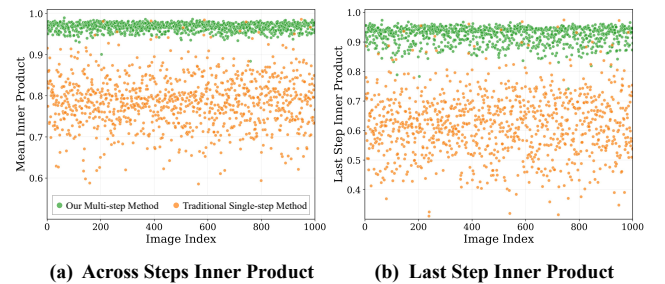 1.0
0.9
0.8
0.7
0.6
Mean Inner Product
Our Multi-step Method
Traditional Single-step Method
0 200 400 600 800 1000
Image Index
(a) Across Steps Inner Product
1.0
0.9
0.8
0.7
0.6
0.5
0.4
Last Step Inner Product
0 200 400 600 800 1000
Image Index
(b) Last Step Inner Product